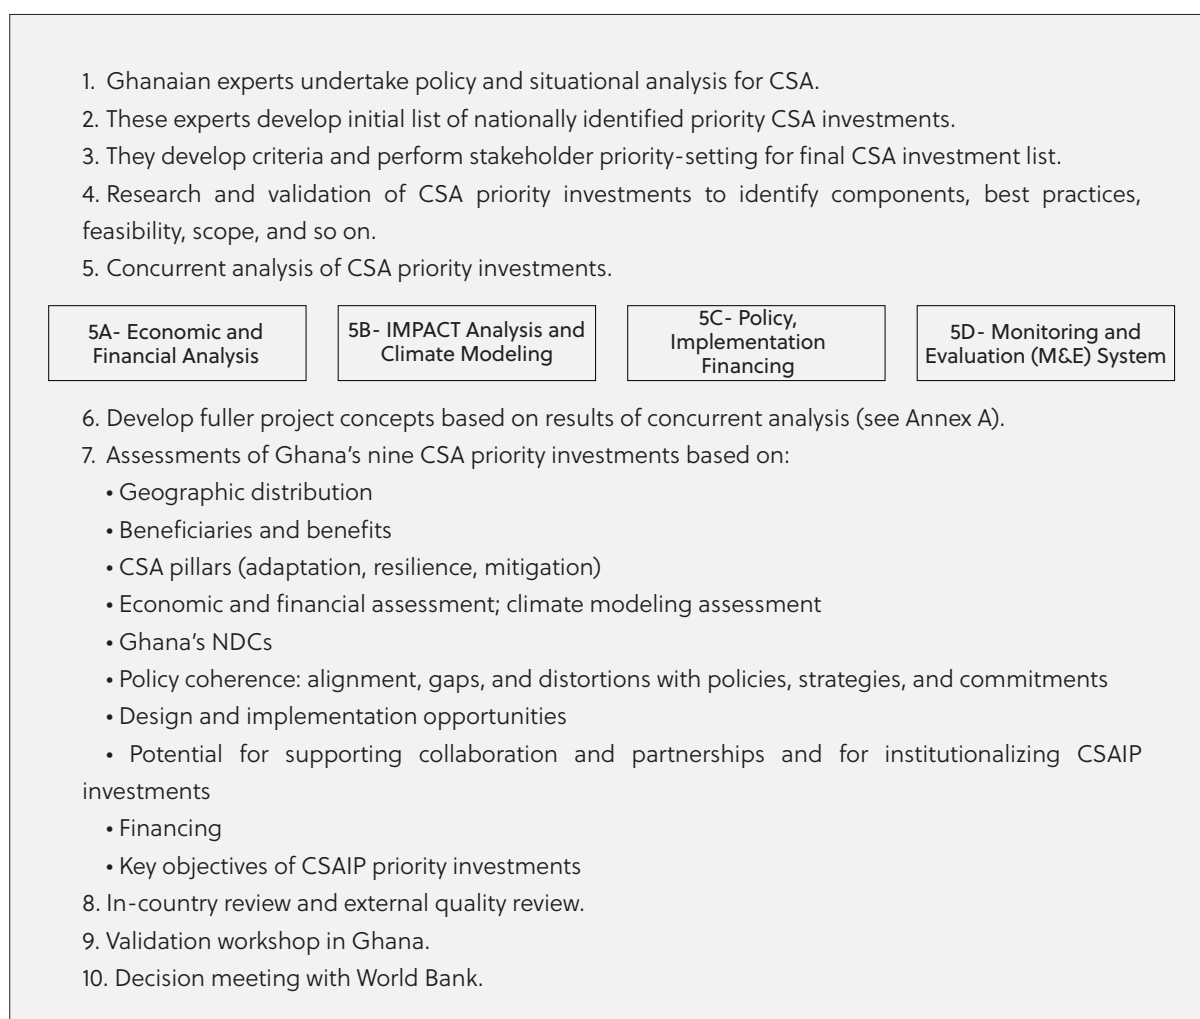 1. Ghanaian experts undertake policy and situational analysis for CSA.
2. These experts develop initial list of nationally identified priority CSA investments.
3. They develop criteria and perform stakeholder priority-setting for final CSA investment list.
4. Research and validation of CSA priority investments to identify components, best practices,
feasibility, scope, and so on.
5. Concurrent analysis of CSA priority investments.
5A- Economic and
Financial Analysis
5B- IMPACT Analysis and
Climate Modeling
5C- Policy,
Implementation
Financing
5D- Monitoring and
Evaluation (M&E) System
6. Develop fuller project concepts based on results of concurrent analysis (see Annex A).
7. Assessments of Ghana's nine CSA priority investments based on:
• Geographic distribution
• Beneficiaries and benefits
• CSA pillars (adaptation, resilience, mitigation)
• Economic and financial assessment; climate modeling assessment
• Ghana's NDCs
• Policy coherence: alignment, gaps, and distortions with policies, strategies, and commitments
• Design and implementation opportunities
• Potential for supporting collaboration and partnerships and for institutionalizing CSAIP
investments
• Financing
• Key objectives of CSAIP priority investments
8. In-country review and external quality review.
9. Validation workshop in Ghana.
10. Decision meeting with World Bank.